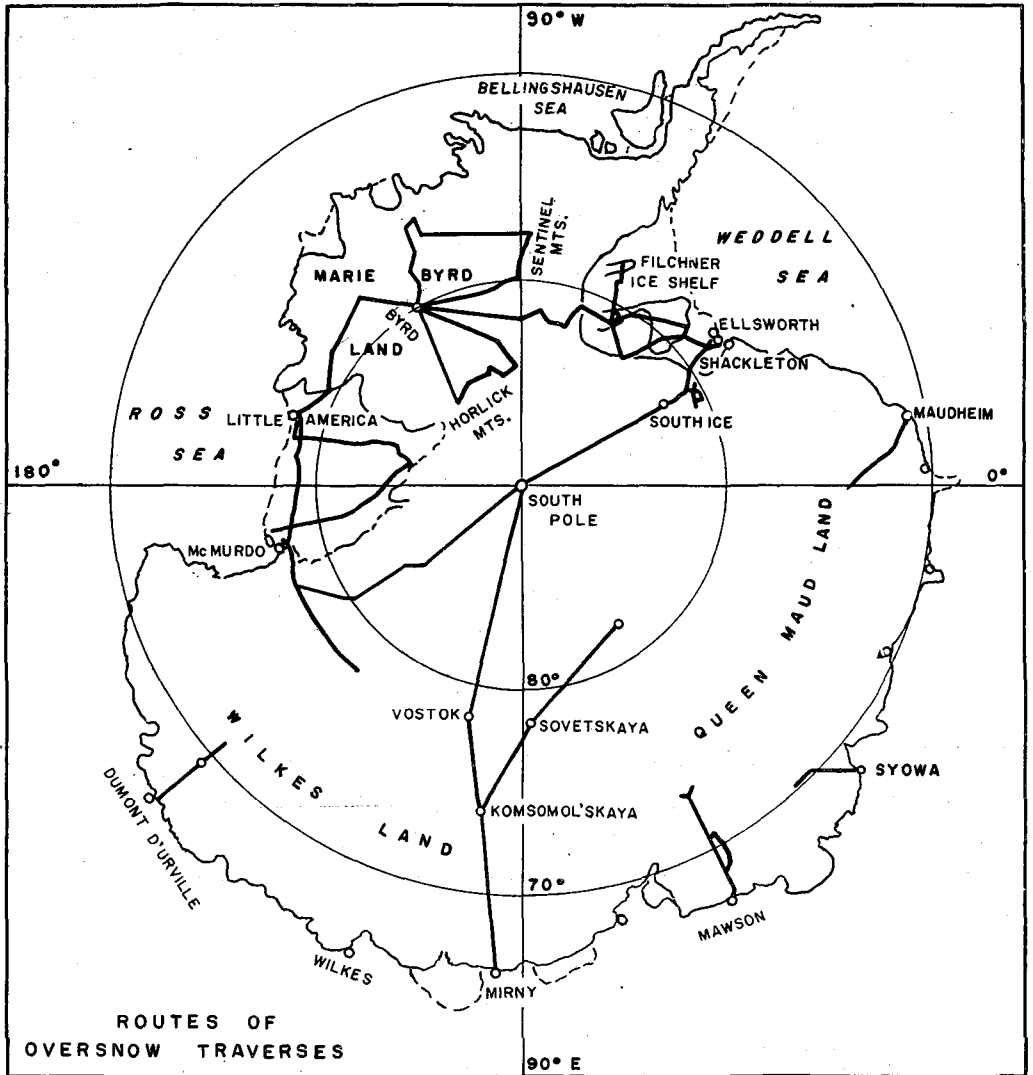 90° W
BELLINGSHAUSEN
SEA
SENTINEL
MTS.
WEDDELL
SEA
MARIE BYRD
LAND
FILCHNER
ICE SHELF
BYRD
ELLSWORTH
SHACKLETON
HORLICK
MTS.
ROSS
SEA
LITTLE AMERICA
SOUTH ICE
MAUDHEIM
180°
0°
SOUTH
POLE
McMURDO
QUEEN MAUD LAND
80°
VOSTOK
SOVETSKAYA
WILKES
LAND
SYOWA
DUMONT D'URVILLE
KOMSOMOL'SKAYA
70°
MAWSON
WILKES
MIRNY
ROUTES OF
OVERSNOW TRAVERSES
90° E